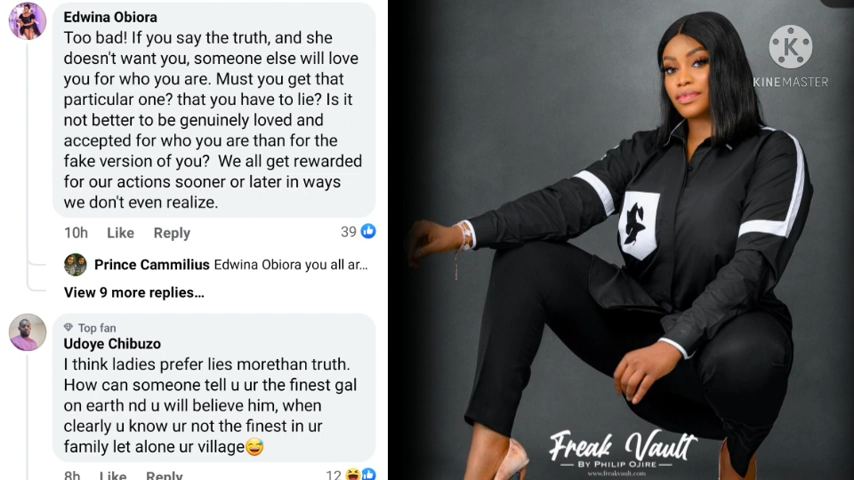 Edwina Obiora
Too bad! If you say the truth, and she
doesn't want you, someone else will love
you for who you are. Must you get that
particular one? that you have to lie? Is it
not better to be genuinely loved and
accepted for who you are than for the
fake version of you? We all get rewarded
for our actions sooner or later in ways
we don't even realize.
10h Like Reply 39
Prince Cammilius Edwina Obiora you all ar...
View 9 more replies...
Top fan
Udoye Chibuzo
I think ladies prefer lies morethan truth.
How can someone tell u ur the finest gal
on earth nd u will believe him, when
clearly u know ur not the finest in ur
family let alone ur village😅
8h Like Reply 12
K
KINEMASTER
Freak Vault
BY PHILIP OJIRE
www.freakvault.com